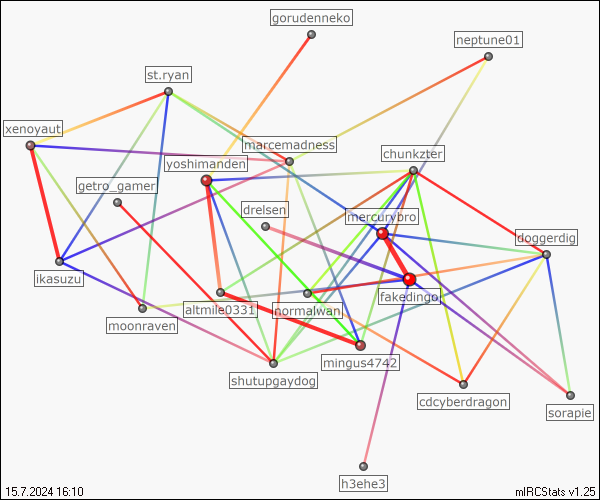 gorudenneko
neptune01
st.ryan
xenoyaut
marcemadness
chunkzter
yoshimanden
getro_gamer
drelsen
mercurybro
doggerdig
ikasuzu
fakedingo
altmile0331
normalwan
moonraven
mingus4742
shutupgaydog
cdcyberdragon
sorapie
h3ehe3
15.7.2024 16:10
mIRCStats v1.25